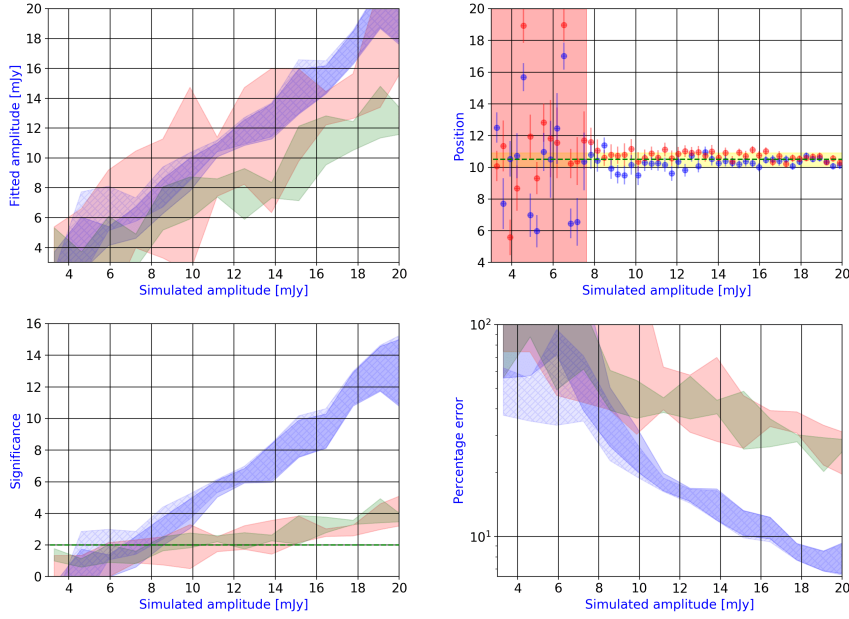 20
18
16
14
12
10
8
6
4
Fitted amplitude [mJy]
4 6 8 10 12 14 16 18 20
Simulated amplitude [mJy]
20
18
16
14
12
10
8
6
4
Position
4 6 8 10 12 14 16 18 20
Simulated amplitude [mJy]
16
14
12
10
8
6
4
2
0
Significance
4 6 8 10 12 14 16 18 20
Simulated amplitude [mJy]
10²
10¹
Percentage error
4 6 8 10 12 14 16 18 20
Simulated amplitude [mJy]